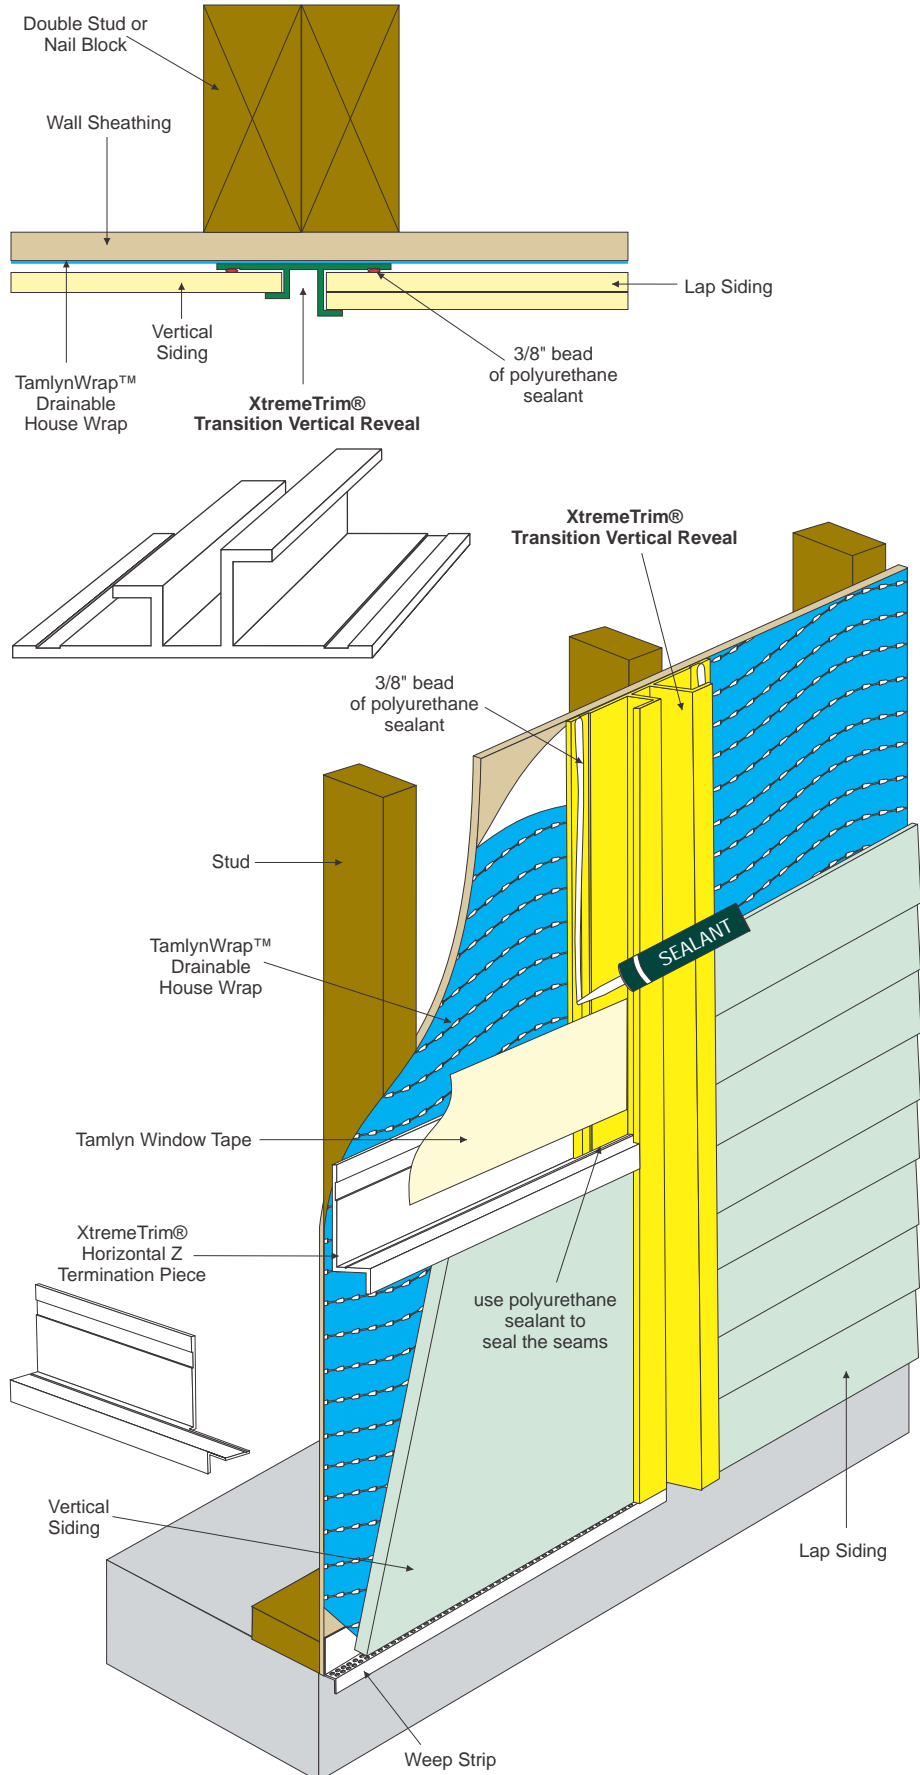 Double Stud or
Nail Block
Wall Sheathing
Lap Siding
Vertical
Siding
3/8" bead
of polyurethane
sealant
TamlynWrap™
Drainable
House Wrap
XtremeTrim®
Transition Vertical Reveal
XtremeTrim®
Transition Vertical Reveal
3/8" bead
of polyurethane
sealant
Stud
SEALANT
TamlynWrap™
Drainable
House Wrap
Tamlyn Window Tape
XtremeTrim®
Horizontal Z
Termination Piece
use polyurethane
sealant to
seal the seams
Vertical
Siding
Lap Siding
Weep Strip